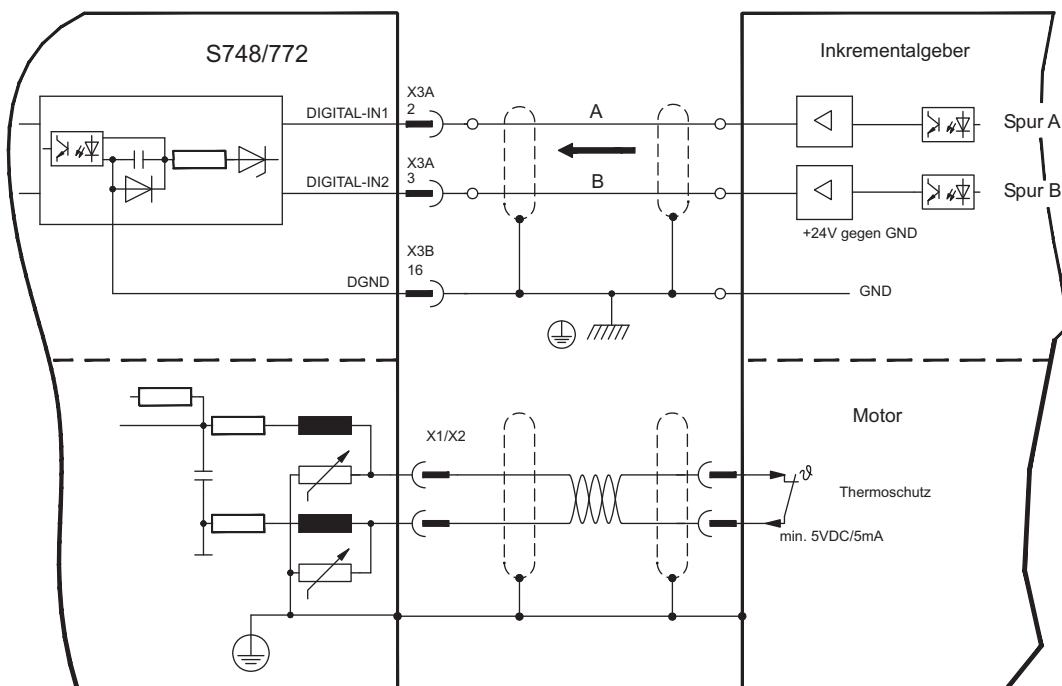 S748/772
Inkrementalgeber
DIGITAL-IN1
X3A
2
A
Spur A
DIGITAL-IN2
X3A
3
B
Spur B
+24V gegen GND
DGND
X3B
16
GND
Motor
X1/X2
ϑ
Thermoschutz
min. 5VDC/5mA